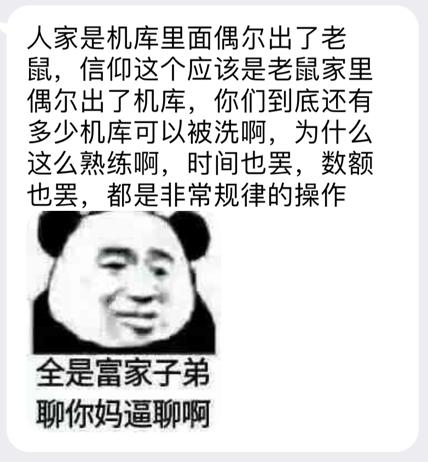 人家是机库里面偶尔出了老
鼠，信仰这个应该是老鼠家里
偶尔出了机库，你们到底还有
多少机库可以被洗啊，为什么
这么熟练啊，时间也罢，数额
也罢，都是非常规律的操作
全是富家子弟
聊你妈逼聊啊